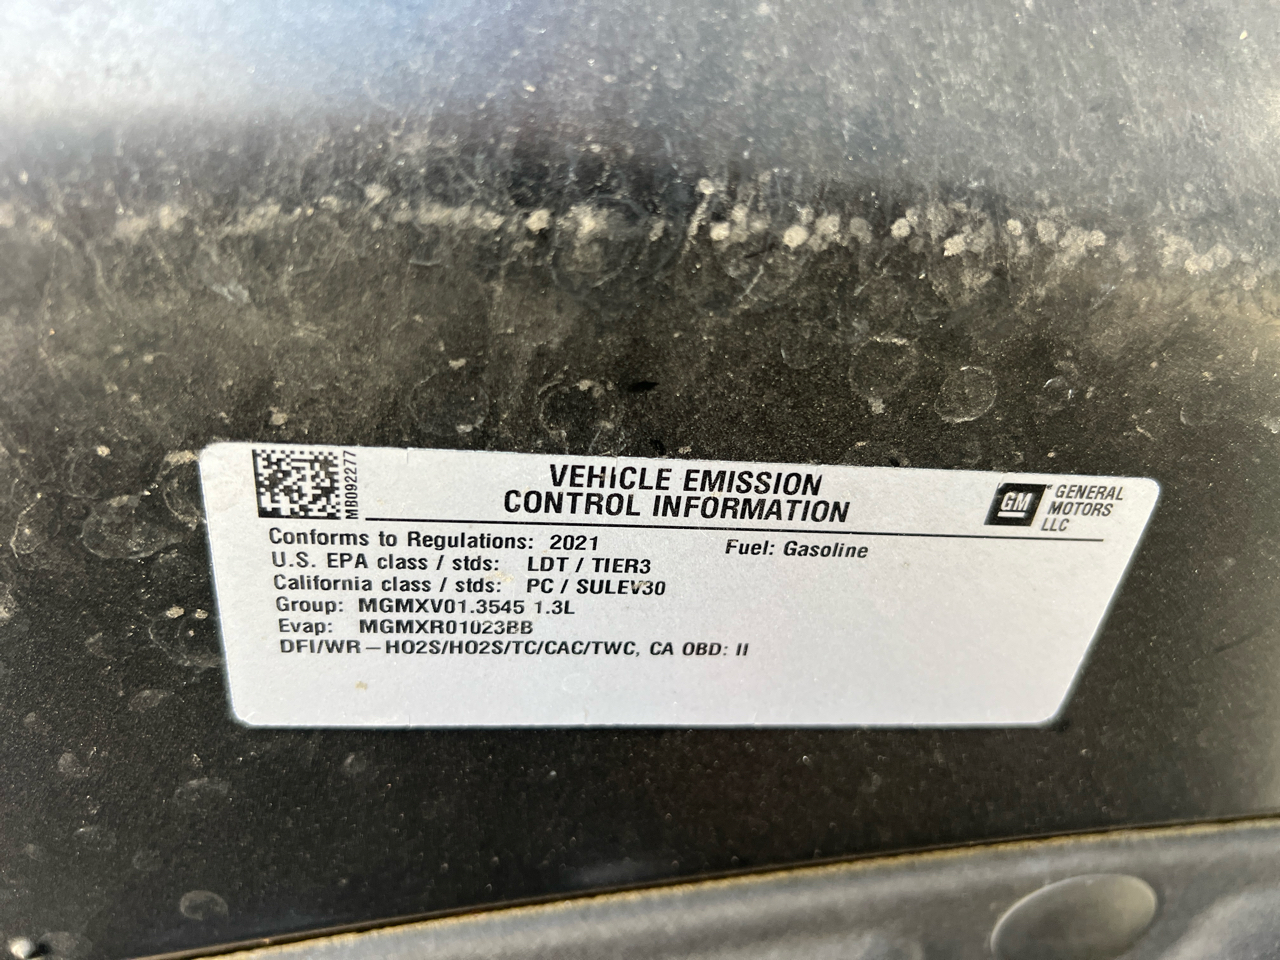 MB092277
VEHICLE EMISSION
CONTROL INFORMATION
GM
GENERAL
MOTORS
LLC
Conforms to Regulations: 2021
Fuel: Gasoline
U.S. EPA class / stds: LDT / TIER3
California class / stds: PC / SULEV30
Group: MGMXV01.3545 1.3L
Evap: MGMXR01023BB
DFI/WR–HO2S/HO2S/TC/CAC/TWC, CA OBD: II